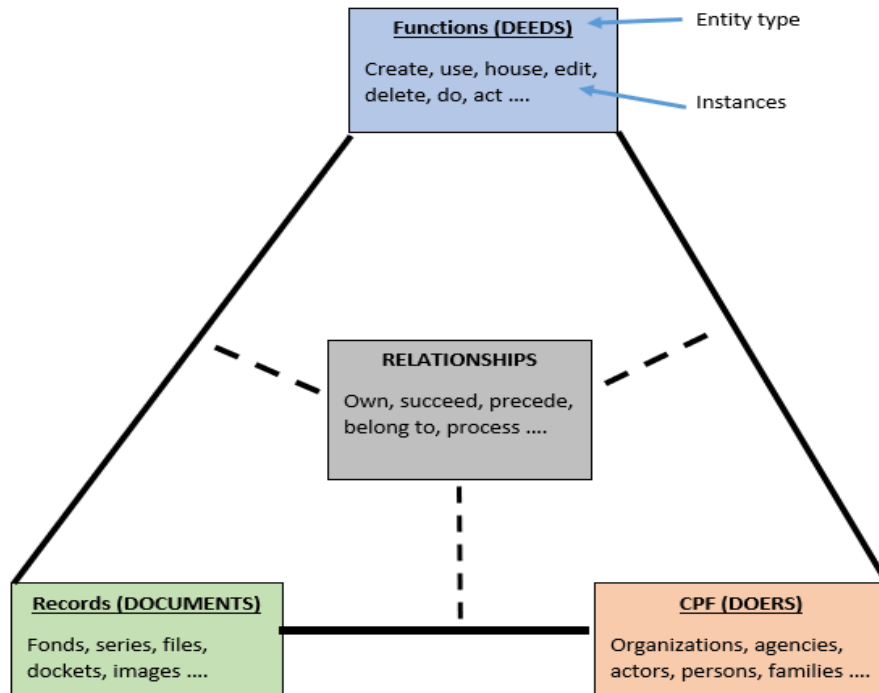 Functions (DEEDS)
Create, use, house, edit,
delete, do, act ....
Entity type
Instances
RELATIONSHIPS
Own, succeed, precede,
belong to, process ....
Records (DOCUMENTS)
Fonds, series, files,
dockets, images ....
CPF (DOERS)
Organizations, agencies,
actors, persons, families ....